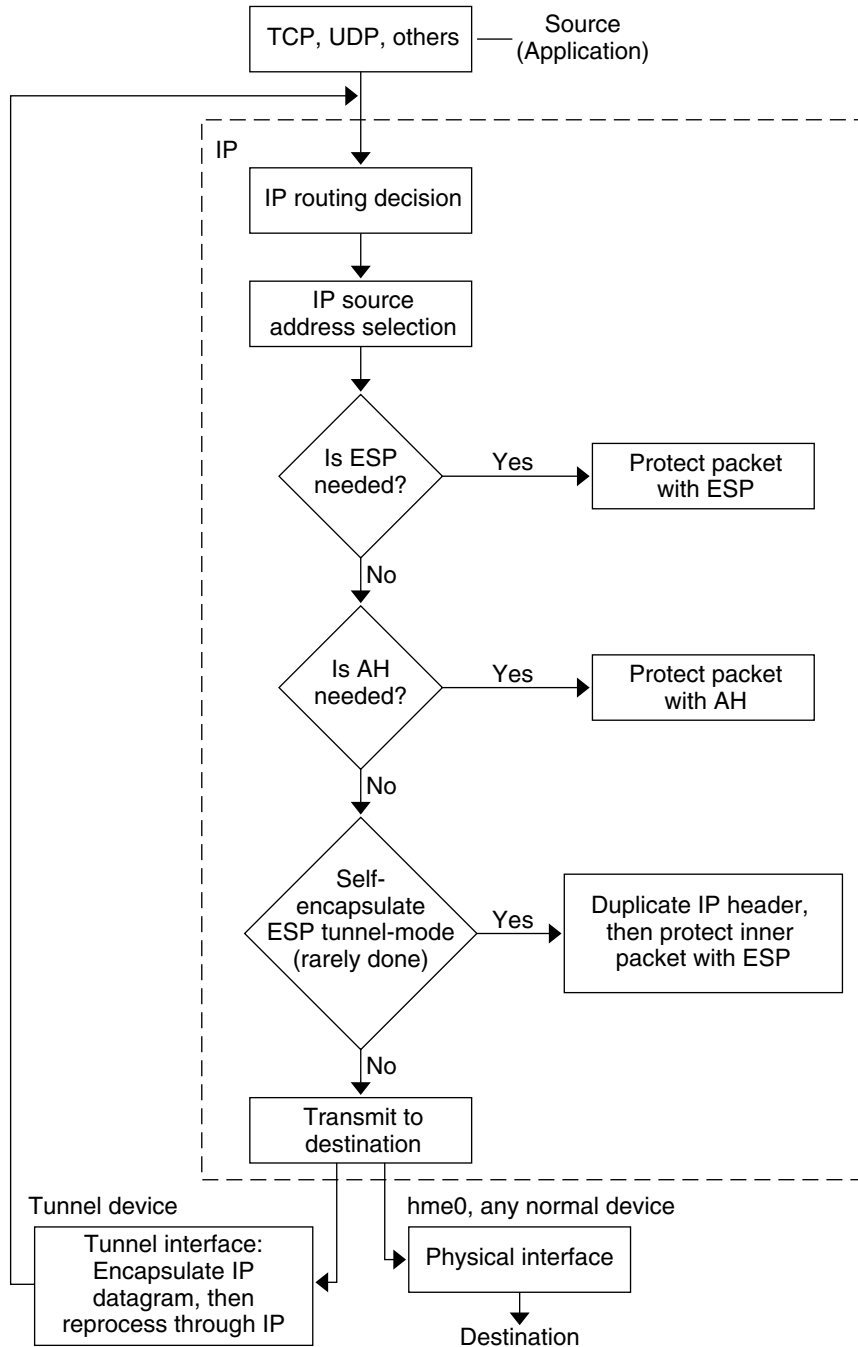 TCP, UDP, others
Source
(Application)
IP
IP routing decision
IP source
address selection
Is ESP
needed?
Yes
Protect packet
with ESP
No
Is AH
needed?
Yes
Protect packet
with AH
No
Self-
encapsulate
ESP tunnel-mode
(rarely done)
Yes
Duplicate IP header,
then protect inner
packet with ESP
No
Transmit to
destination
Tunnel device
Tunnel interface:
Encapsulate IP
datagram, then
reprocess through IP
hme0, any normal device
Physical interface
Destination